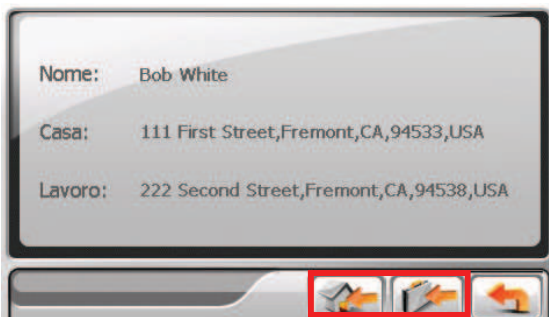 Nome: Bob White
Casa: 111 First Street,Fremont,CA,94533,USA
Lavoro: 222 Second Street,Fremont,CA,94538,USA